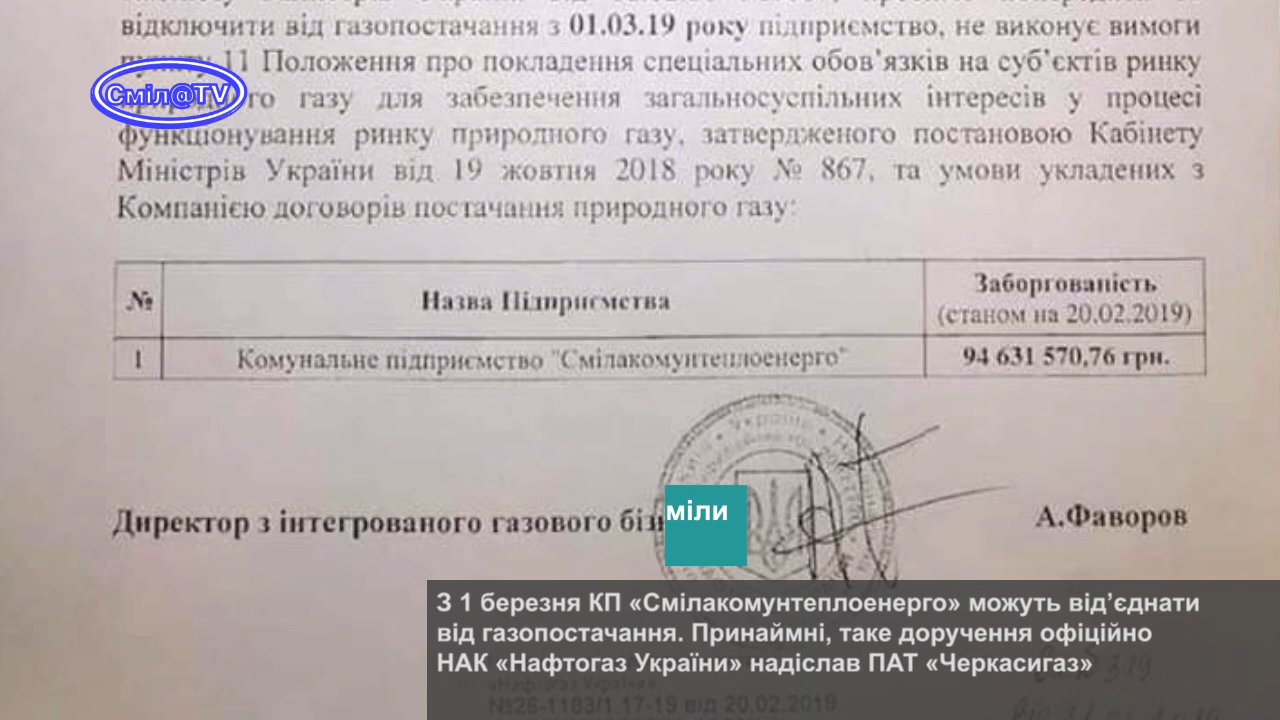 відключити від газопостачання з 01.03.19 року підприємство, не виконує вимоги
пункту 11 Положення про покладення спеціальних обов’язків на суб’єктів ринку
Сміл@TV
природного газу для забезпечення загальносуспільних інтересів у процесі
функціонування ринку природного газу, затвердженого постановою Кабінету
Міністрів України від 19 жовтня 2018 року № 867, та умови укладених з
Компанією договорів постачання природного газу:
№ Назва Підприємства Заборгованість
(станом на 20.02.2019)
1 Комунальне підприємство "Смілакомунтеплоенерго" 94 631 570,76 грн.
Україна
Директор з інтегрованого газового біз
міли
А.Фаворов
З 1 березня КП «Смілакомунтеплоенерго» можуть від’єднати
від газопостачання. Принаймні, таке доручення офіційно
НАК «Нафтогаз України» надіслав ПАТ «Черкасигаз»
«Нафтогаз України»
№26-1183/1.17-19 від 20.02.2019